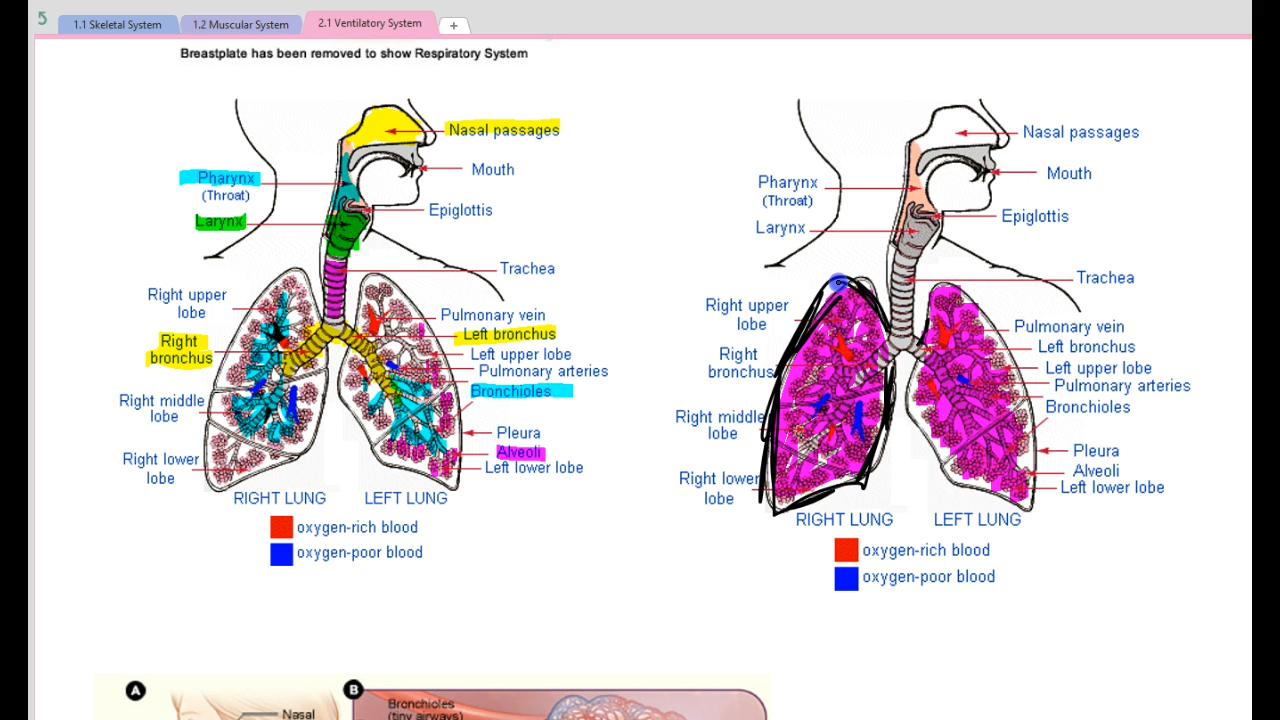 1.1 Skeletal System
1.2 Muscular System
2.1 Ventilatory System
+
Breastplate has been removed to show Respiratory System
Nasal passages
Mouth
Pharynx
(Throat)
Epiglottis
Larynx
Trachea
Right upper
lobe
Pulmonary vein
Left bronchus
Right
bronchus
Left upper lobe
Pulmonary arteries
Bronchioles
Right middle
lobe
Pleura
Alveoli
Right lower
lobe
Left lower lobe
RIGHT LUNG
LEFT LUNG
oxygen-rich blood
oxygen-poor blood
Nasal passages
Mouth
Pharynx
(Throat)
Epiglottis
Larynx
Trachea
Right upper
lobe
Pulmonary vein
Left bronchus
Right
bronchus
Left upper lobe
Pulmonary arteries
Bronchioles
Right middle
lobe
Pleura
Alveoli
Right lower
lobe
Left lower lobe
RIGHT LUNG
LEFT LUNG
oxygen-rich blood
oxygen-poor blood
A
Nasal
B
Bronchioles
(tiny airways)